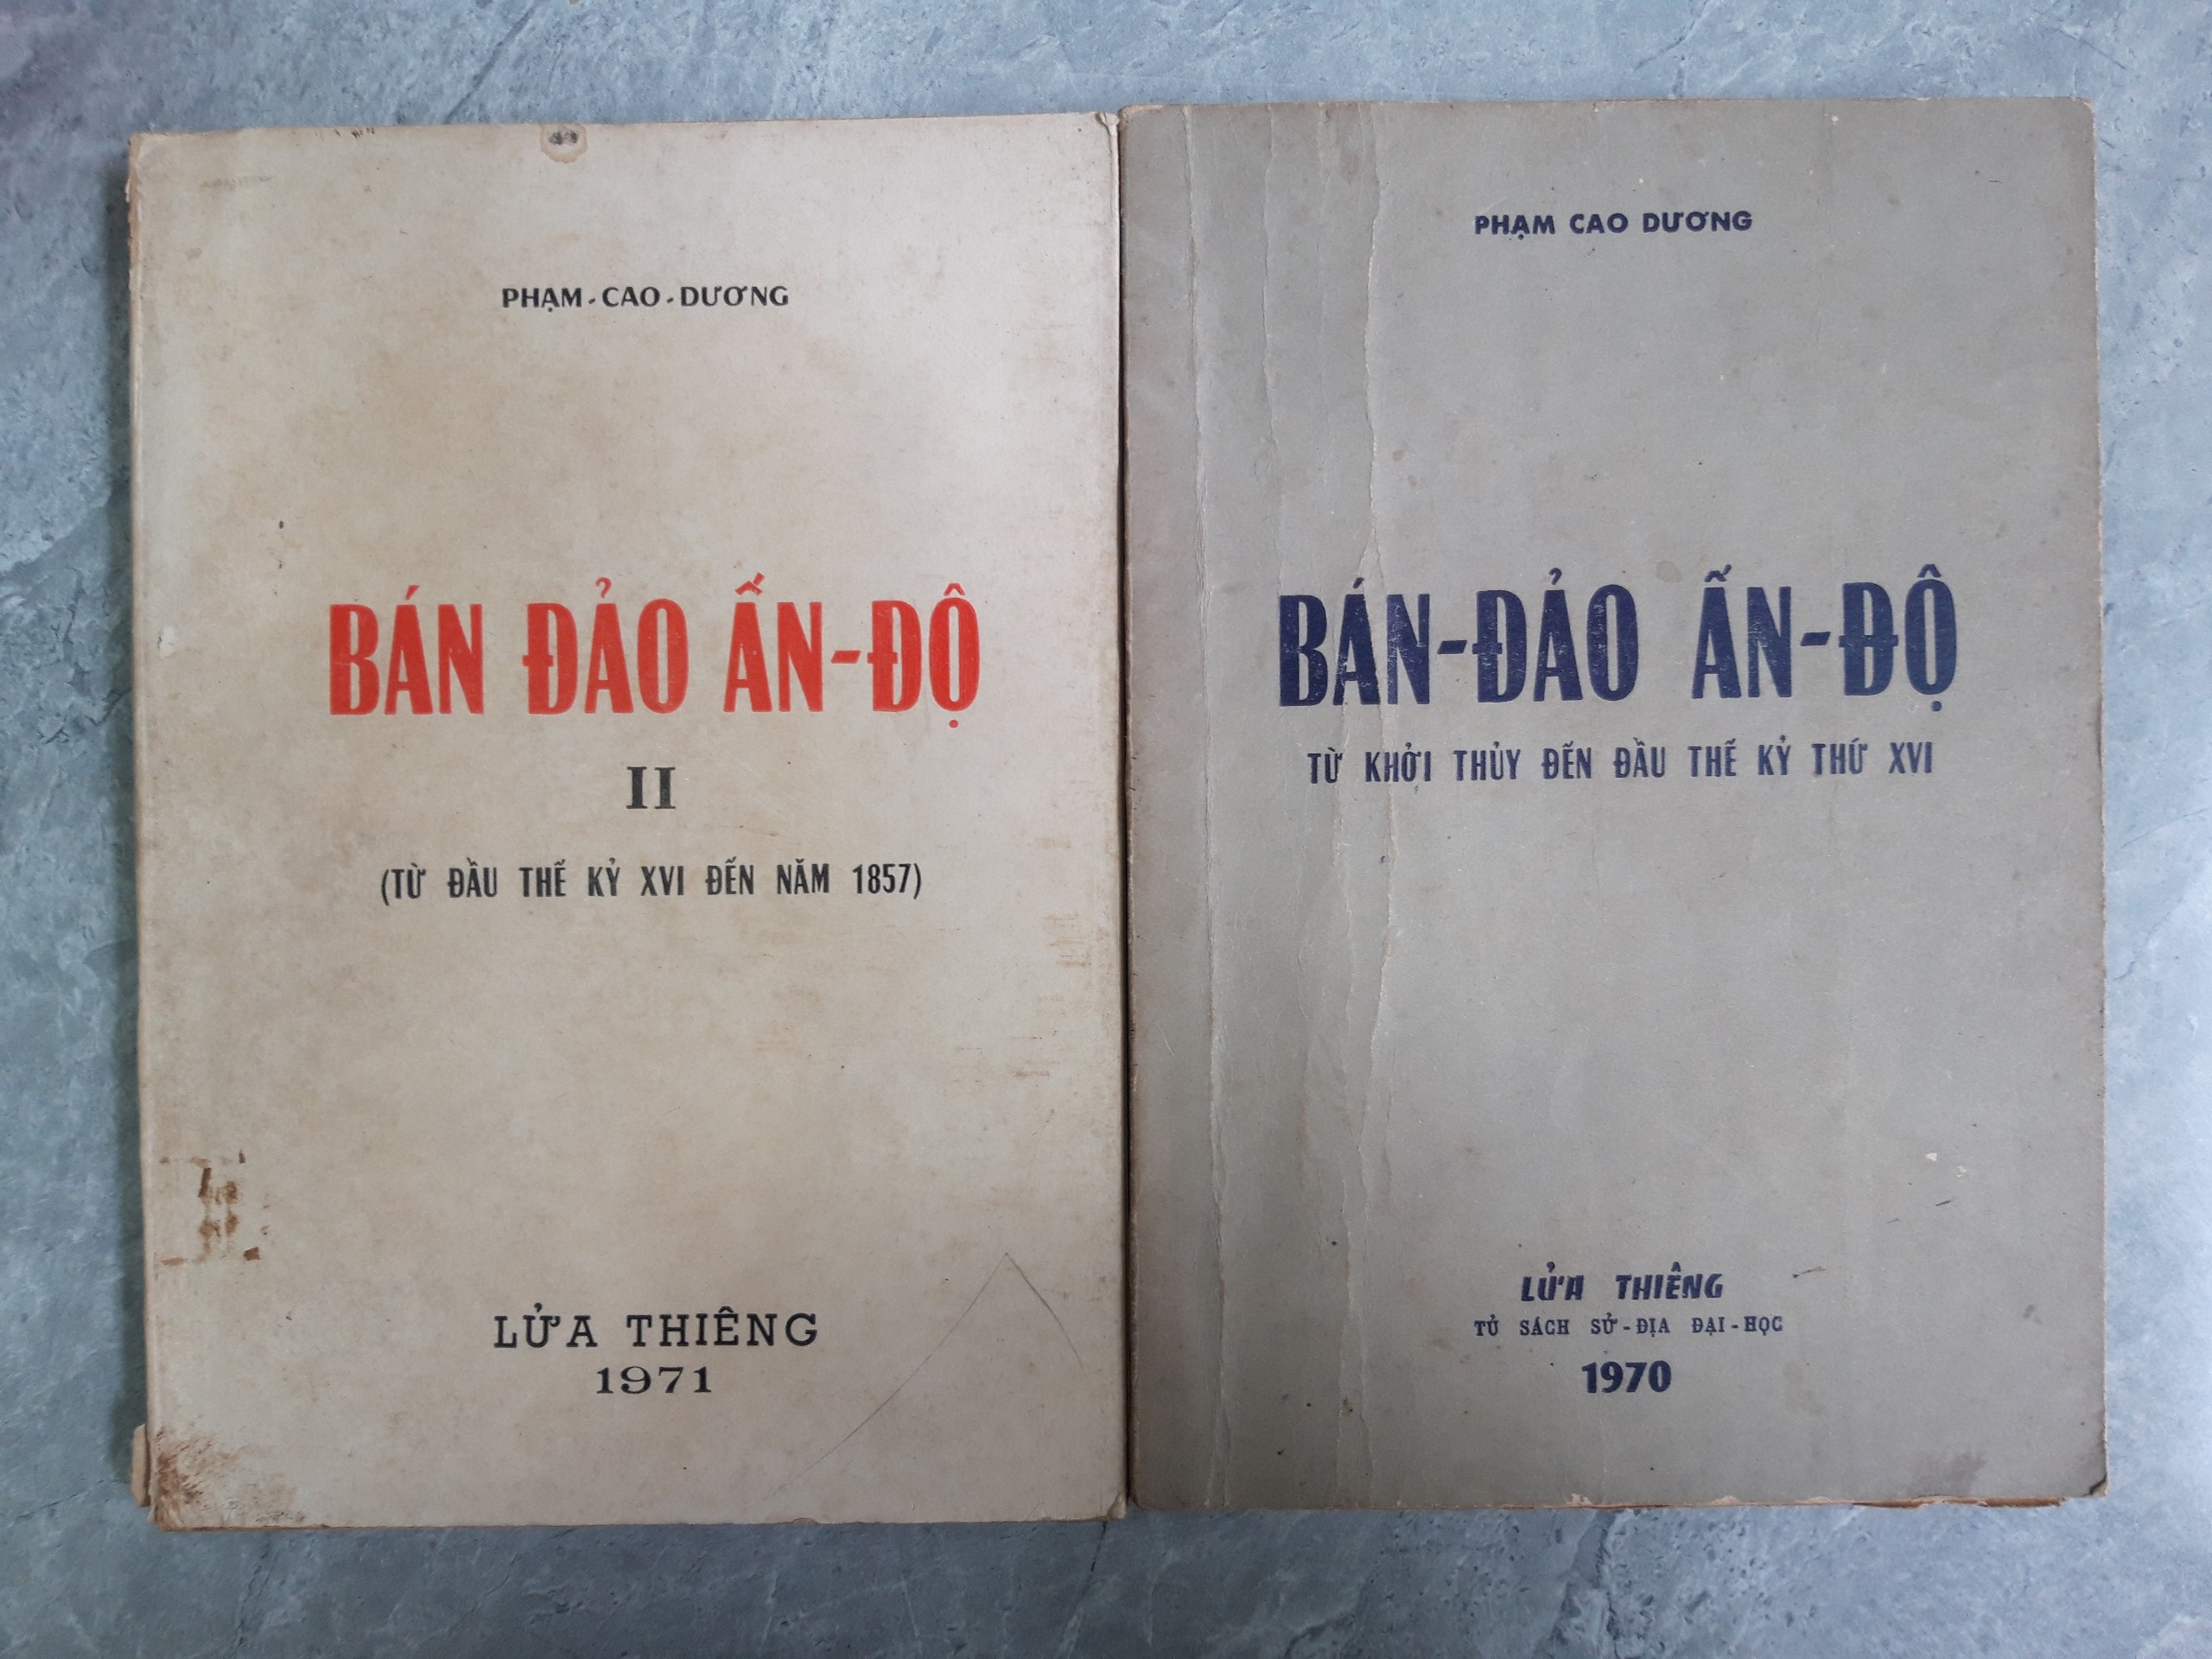 PHẠM-CAO-DƯƠNG
BÁN ĐẢO ẤN-ĐỘ
II
(TỪ ĐẦU THẾ KỶ XVI ĐẾN NĂM 1857)
LỬA THIÊNG
1971
PHẠM CAO DƯƠNG
BÁN-ĐẢO ẤN-ĐỘ
TỪ KHỞI THỦY ĐẾN ĐẦU THẾ KỶ THỨ XVI
LỬA THIÊNG
TỦ SÁCH SỬ-ĐỊA ĐẠI-HỌC
1970